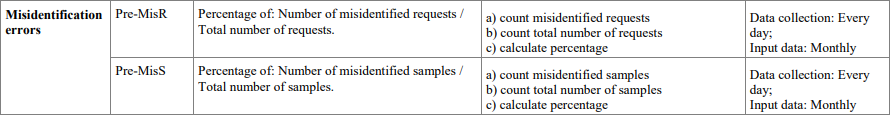 Misidentification
errors
Pre-MisR
Percentage of: Number of misidentified requests /
Total number of requests.
a) count misidentified requests
b) count total number of requests
c) calculate percentage
Data collection: Every
day;
Input data: Monthly
Pre-MisS
Percentage of: Number of misidentified samples /
Total number of samples.
a) count misidentified samples
b) count total number of samples
c) calculate percentage
Data collection: Every
day;
Input data: Monthly